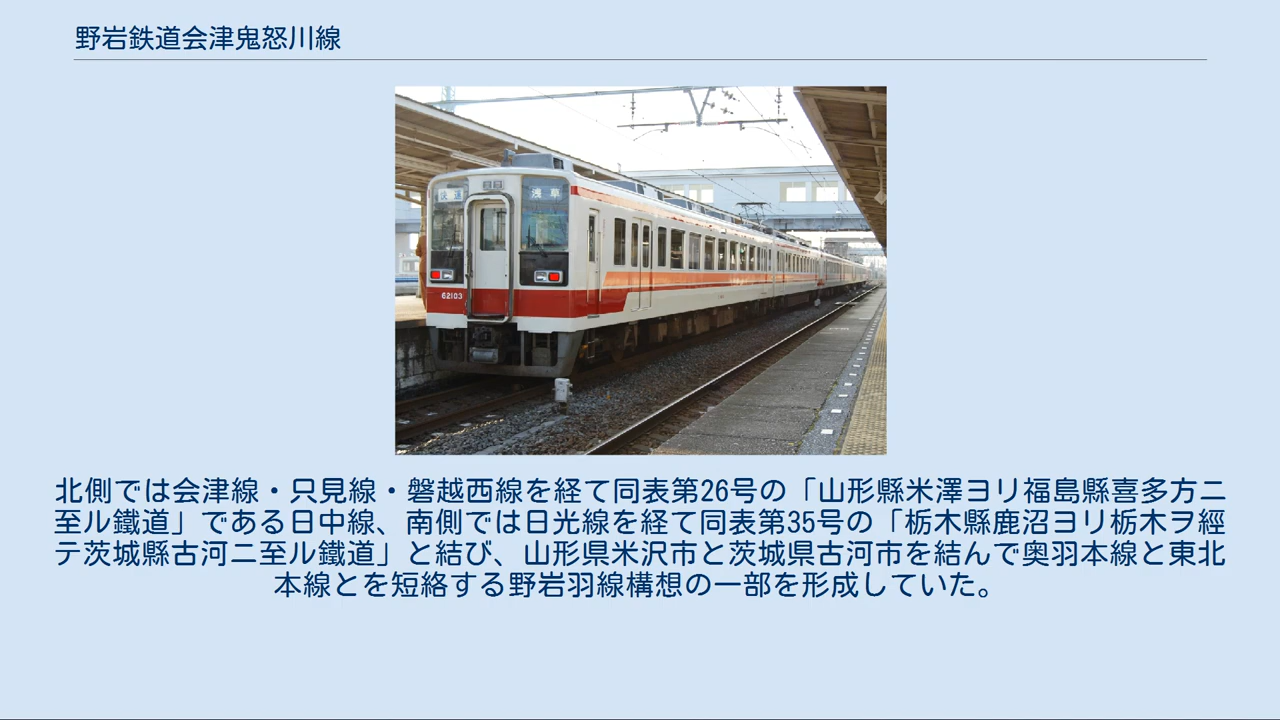 野岩鉄道会津鬼怒川線
浅草
62103
北側では会津線・只見線・磐越西線を経て同表第26号の「山形縣米澤ヨリ福島縣喜多方ニ
至ル鐵道」である日中線、南側では日光線を経て同表第35号の「栃木縣鹿沼ヨリ栃木ヲ經
テ茨城縣古河ニ至ル鐵道」と結び、山形県米沢市と茨城県古河市を結んで奥羽本線と東北
本線とを短絡する野岩羽線構想の一部を形成していた。